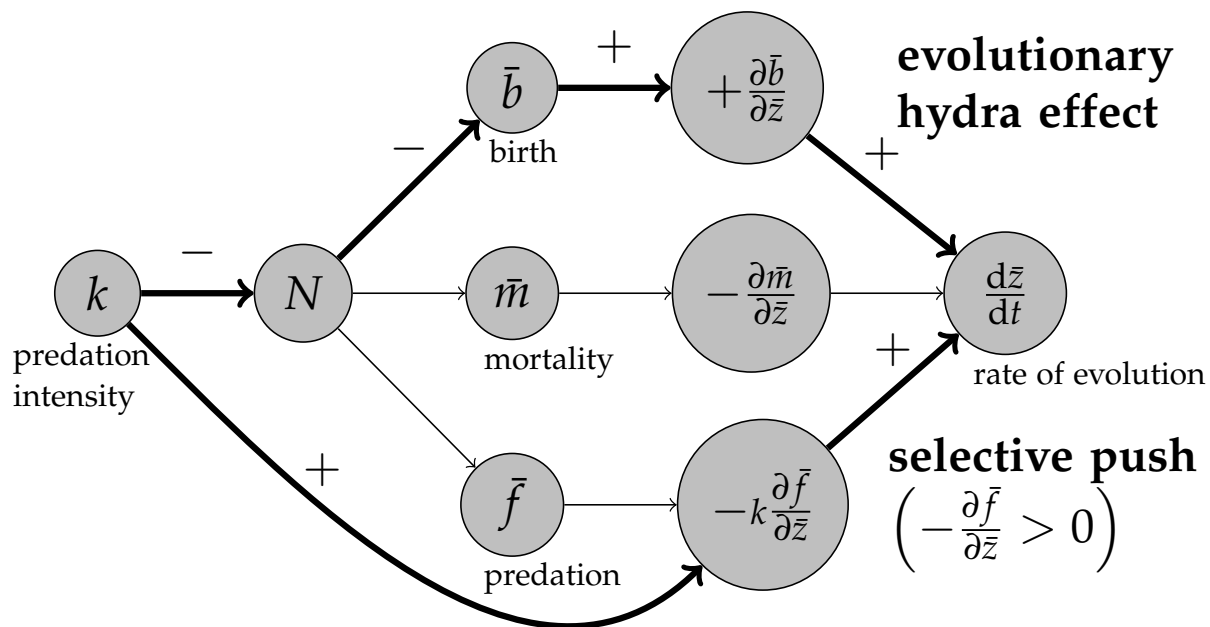 b̄
birth
+
+ ∂b̄/∂z̄
evolutionary
hydra effect
−
+
k
predation
intensity
−
N
m̄
mortality
− ∂m̄/∂z̄
dz̄/dt
rate of evolution
+
f̄
predation
−k ∂f̄/∂z̄
+
selective push
(− ∂f̄/∂z̄ > 0)